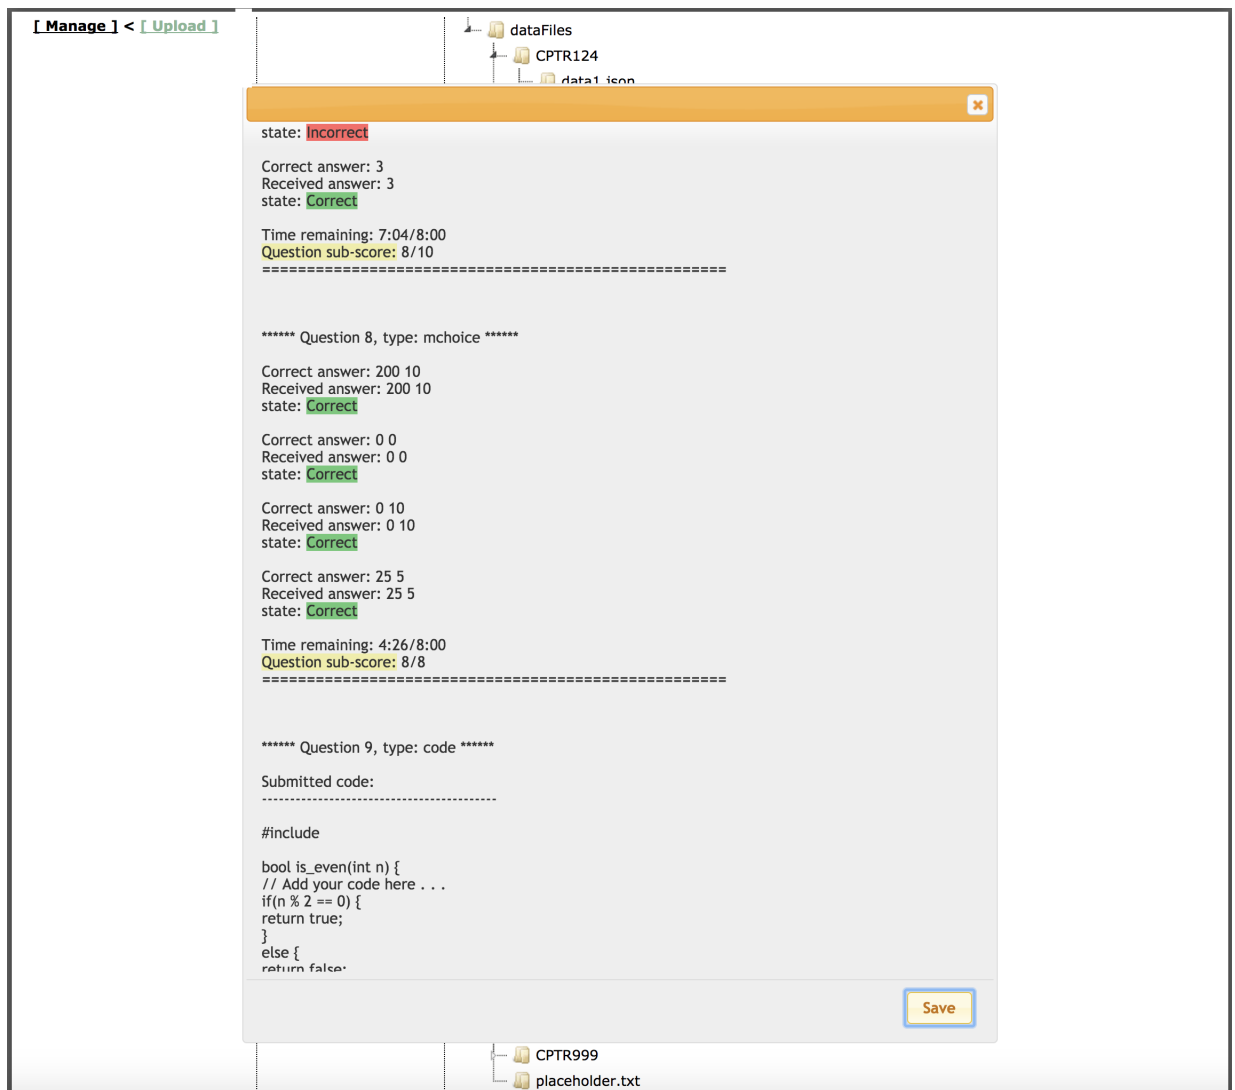 [ Manage ] < [ Upload ]
dataFiles
CPTR124
data1.json
state: Incorrect
Correct answer: 3
Received answer: 3
state: Correct
Time remaining: 7:04/8:00
Question sub-score: 8/10
====================================================
****** Question 8, type: mchoice ******
Correct answer: 200 10
Received answer: 200 10
state: Correct
Correct answer: 0 0
Received answer: 0 0
state: Correct
Correct answer: 0 10
Received answer: 0 10
state: Correct
Correct answer: 25 5
Received answer: 25 5
state: Correct
Time remaining: 4:26/8:00
Question sub-score: 8/8
====================================================
****** Question 9, type: code ******
Submitted code:
------------------------------------------
#include
bool is_even(int n) {
// Add your code here . . .
if(n % 2 == 0) {
return true;
}
else {
return false;
Save
CPTR999
placeholder.txt